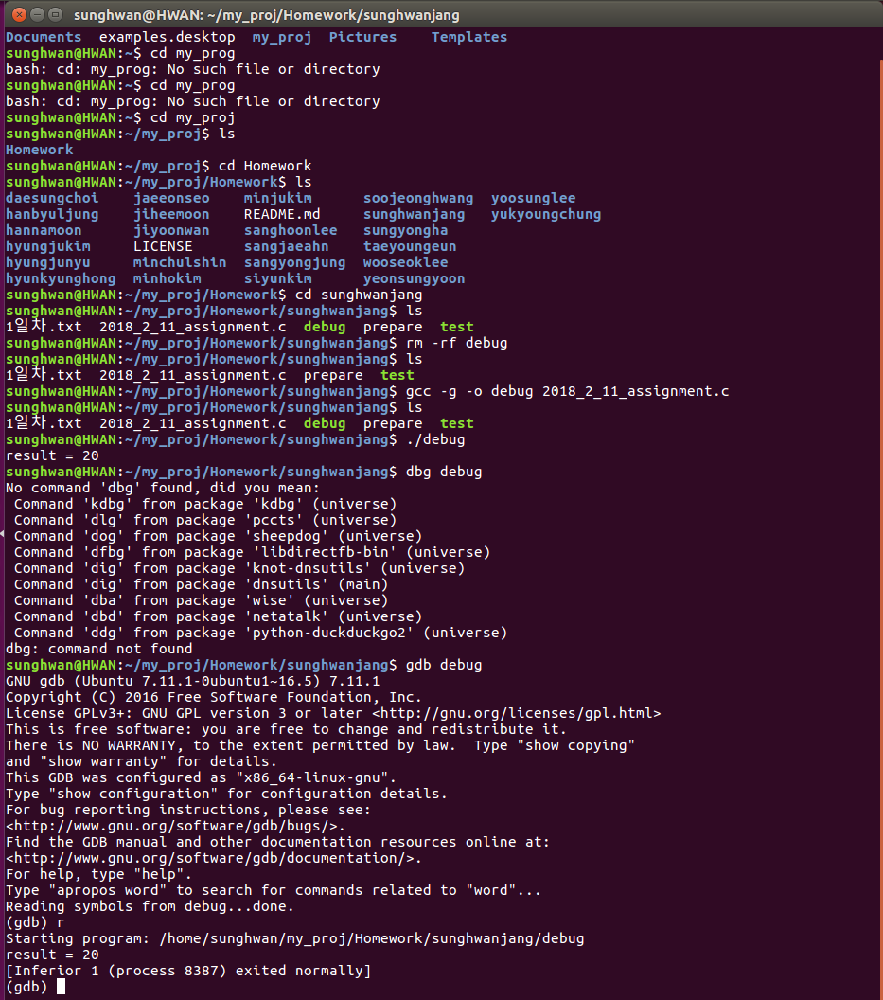 sunghwan@HWAN: ~/my_proj/Homework/sunghwanjang
Documents  examples.desktop  my_proj  Pictures    Templates
sunghwan@HWAN:~$ cd my_prog
bash: cd: my_prog: No such file or directory
sunghwan@HWAN:~$ cd my_prog
bash: cd: my_prog: No such file or directory
sunghwan@HWAN:~$ cd my_proj
sunghwan@HWAN:~/my_proj$ ls
Homework
sunghwan@HWAN:~/my_proj$ cd Homework
sunghwan@HWAN:~/my_proj/Homework$ ls
daesungchoi    jaeeonseo    minjukim      soojeonghwang  yoosunglee
hanbyuljung    jiheemoon    README.md     sunghwanjang   yukyoungchung
hannamoon      jiyoonwan    sanghoonlee   sungyongha
hyungjukim     LICENSE      sangjaeahn    taeyoungeun
hyungjunyu     minchulshin  sangyongjung  wooseoklee
hyunkyunghong  minhokim     siyunkim      yeonsungyoon
sunghwan@HWAN:~/my_proj/Homework$ cd sunghwanjang
sunghwan@HWAN:~/my_proj/Homework/sunghwanjang$ ls
1일차.txt  2018_2_11_assignment.c  debug  prepare  test
sunghwan@HWAN:~/my_proj/Homework/sunghwanjang$ rm -rf debug
sunghwan@HWAN:~/my_proj/Homework/sunghwanjang$ ls
1일차.txt  2018_2_11_assignment.c  prepare  test
sunghwan@HWAN:~/my_proj/Homework/sunghwanjang$ gcc -g -o debug 2018_2_11_assignment.c
sunghwan@HWAN:~/my_proj/Homework/sunghwanjang$ ls
1일차.txt  2018_2_11_assignment.c  debug  prepare  test
sunghwan@HWAN:~/my_proj/Homework/sunghwanjang$ ./debug
result = 20
sunghwan@HWAN:~/my_proj/Homework/sunghwanjang$ dbg debug
No command 'dbg' found, did you mean:
 Command 'kdbg' from package 'kdbg' (universe)
 Command 'dlg' from package 'pccts' (universe)
 Command 'dog' from package 'sheepdog' (universe)
 Command 'dfbg' from package 'libdirectfb-bin' (universe)
 Command 'dig' from package 'knot-dnsutils' (universe)
 Command 'dig' from package 'dnsutils' (main)
 Command 'dba' from package 'wise' (universe)
 Command 'dbd' from package 'netatalk' (universe)
 Command 'ddg' from package 'python-duckduckgo2' (universe)
dbg: command not found
sunghwan@HWAN:~/my_proj/Homework/sunghwanjang$ gdb debug
GNU gdb (Ubuntu 7.11.1-0ubuntu1~16.5) 7.11.1
Copyright (C) 2016 Free Software Foundation, Inc.
License GPLv3+: GNU GPL version 3 or later <http://gnu.org/licenses/gpl.html>
This is free software: you are free to change and redistribute it.
There is NO WARRANTY, to the extent permitted by law.  Type "show copying"
and "show warranty" for details.
This GDB was configured as "x86_64-linux-gnu".
Type "show configuration" for configuration details.
For bug reporting instructions, please see:
<http://www.gnu.org/software/gdb/bugs/>.
Find the GDB manual and other documentation resources online at:
<http://www.gnu.org/software/gdb/documentation/>.
For help, type "help".
Type "apropos word" to search for commands related to "word"...
Reading symbols from debug...done.
(gdb) r
Starting program: /home/sunghwan/my_proj/Homework/sunghwanjang/debug
result = 20
[Inferior 1 (process 8387) exited normally]
(gdb)